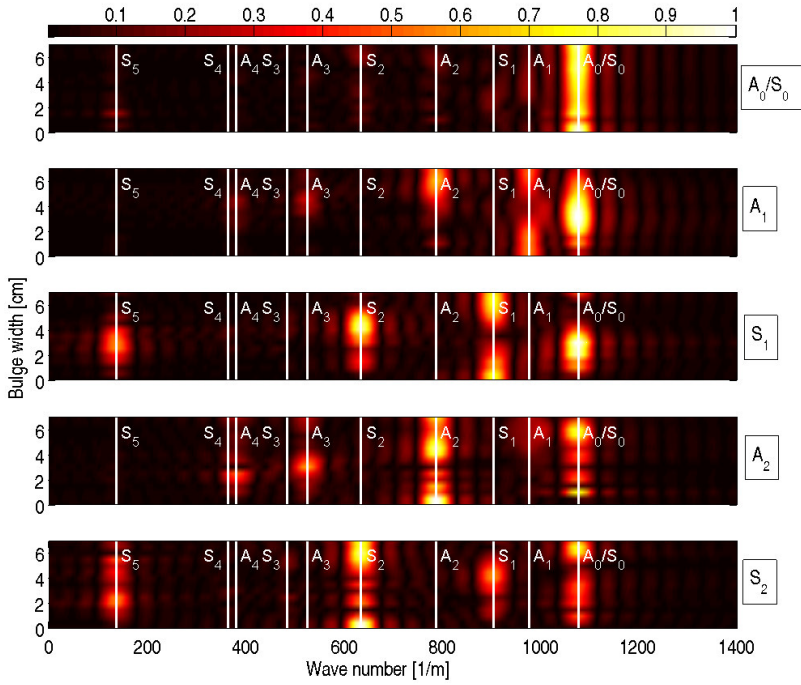 0.1 0.2 0.3 0.4 0.5 0.6 0.7 0.8 0.9 1
6 4 2 0
S₅ S₄ A₄ S₃ A₃ S₂ A₂ S₁ A₁ A₀/S₀
A₀/S₀
6 4 2 0
S₅ S₄ A₄ S₃ A₃ S₂ A₂ S₁ A₁ A₀/S₀
A₁
Bulge width [cm]
6 4 2 0
S₅ S₄ A₄ S₃ A₃ S₂ A₂ S₁ A₁ A₀/S₀
S₁
6 4 2 0
S₅ S₄ A₄ S₃ A₃ S₂ A₂ S₁ A₁ A₀/S₀
A₂
6 4 2 0
S₅ S₄ A₄ S₃ A₃ S₂ A₂ S₁ A₁ A₀/S₀
S₂
0 200 400 600 800 1000 1200 1400
Wave number [1/m]